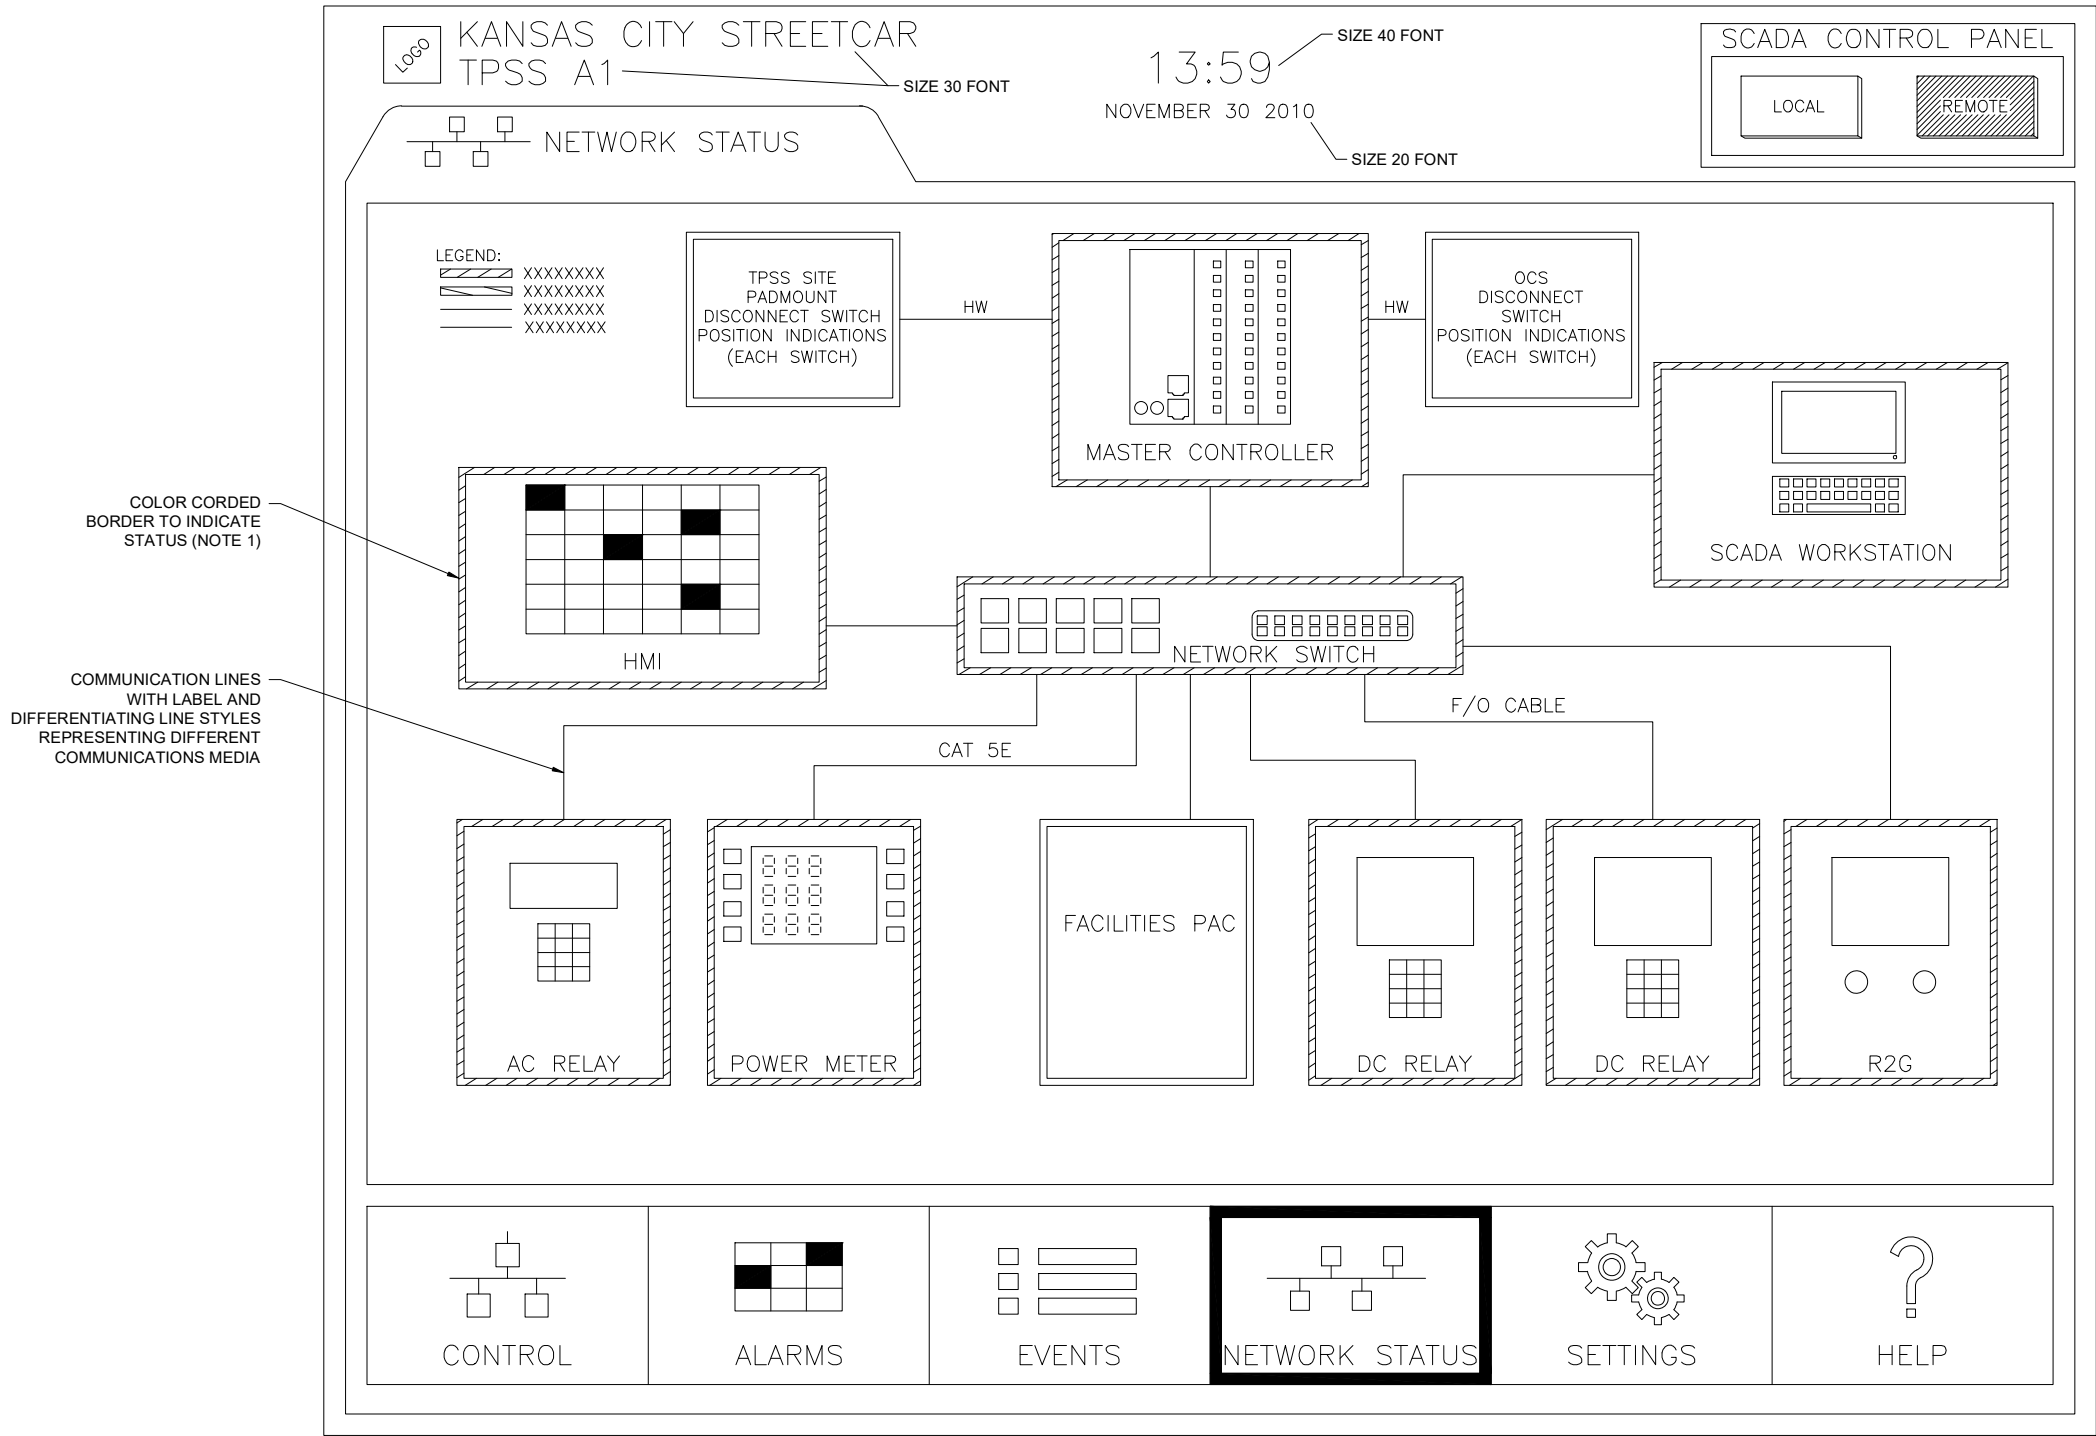 LOGO
KANSAS CITY STREETCAR
TPSS A1
SIZE 30 FONT
13:59
SIZE 40 FONT
NOVEMBER 30 2010
SIZE 20 FONT
SCADA CONTROL PANEL
LOCAL
REMOTE
NETWORK STATUS
LEGEND:
XXXXXXXX
XXXXXXXX
XXXXXXXX
XXXXXXXX
TPSS SITE
PADMOUNT
DISCONNECT SWITCH
POSITION INDICATIONS
(EACH SWITCH)
HW
MASTER CONTROLLER
HW
OCS
DISCONNECT
SWITCH
POSITION INDICATIONS
(EACH SWITCH)
SCADA WORKSTATION
COLOR CORDED
BORDER TO INDICATE
STATUS (NOTE 1)
HMI
NETWORK SWITCH
COMMUNICATION LINES
WITH LABEL AND
DIFFERENTIATING LINE STYLES
REPRESENTING DIFFERENT
COMMUNICATIONS MEDIA
CAT 5E
F/O CABLE
AC RELAY
POWER METER
FACILITIES PAC
DC RELAY
DC RELAY
R2G
CONTROL
ALARMS
EVENTS
NETWORK STATUS
SETTINGS
HELP